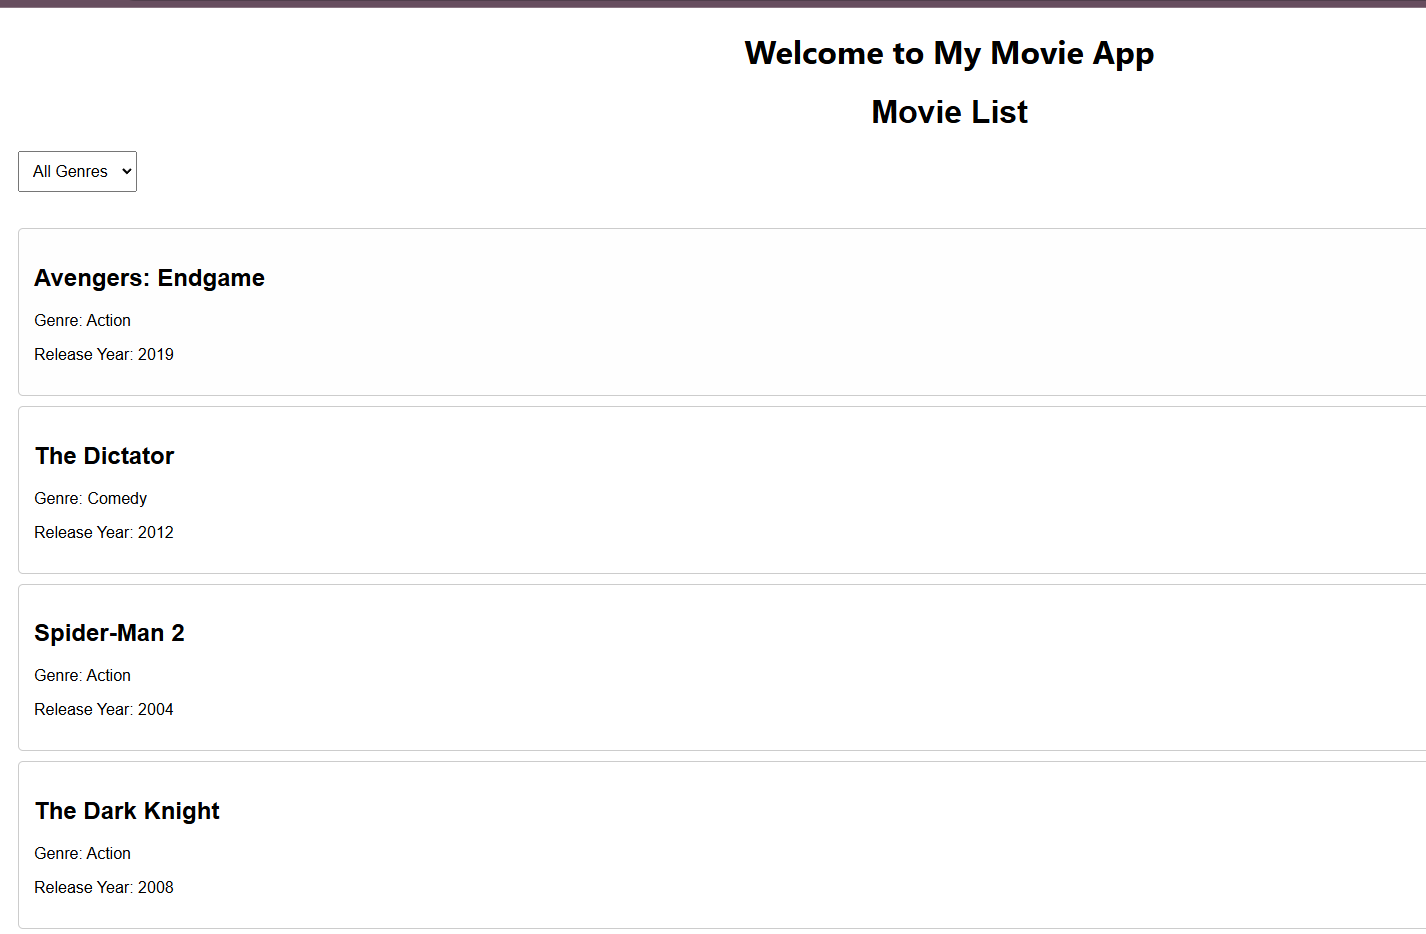 Welcome to My Movie App
Movie List
All Genres
Avengers: Endgame
Genre: Action
Release Year: 2019
The Dictator
Genre: Comedy
Release Year: 2012
Spider-Man 2
Genre: Action
Release Year: 2004
The Dark Knight
Genre: Action
Release Year: 2008